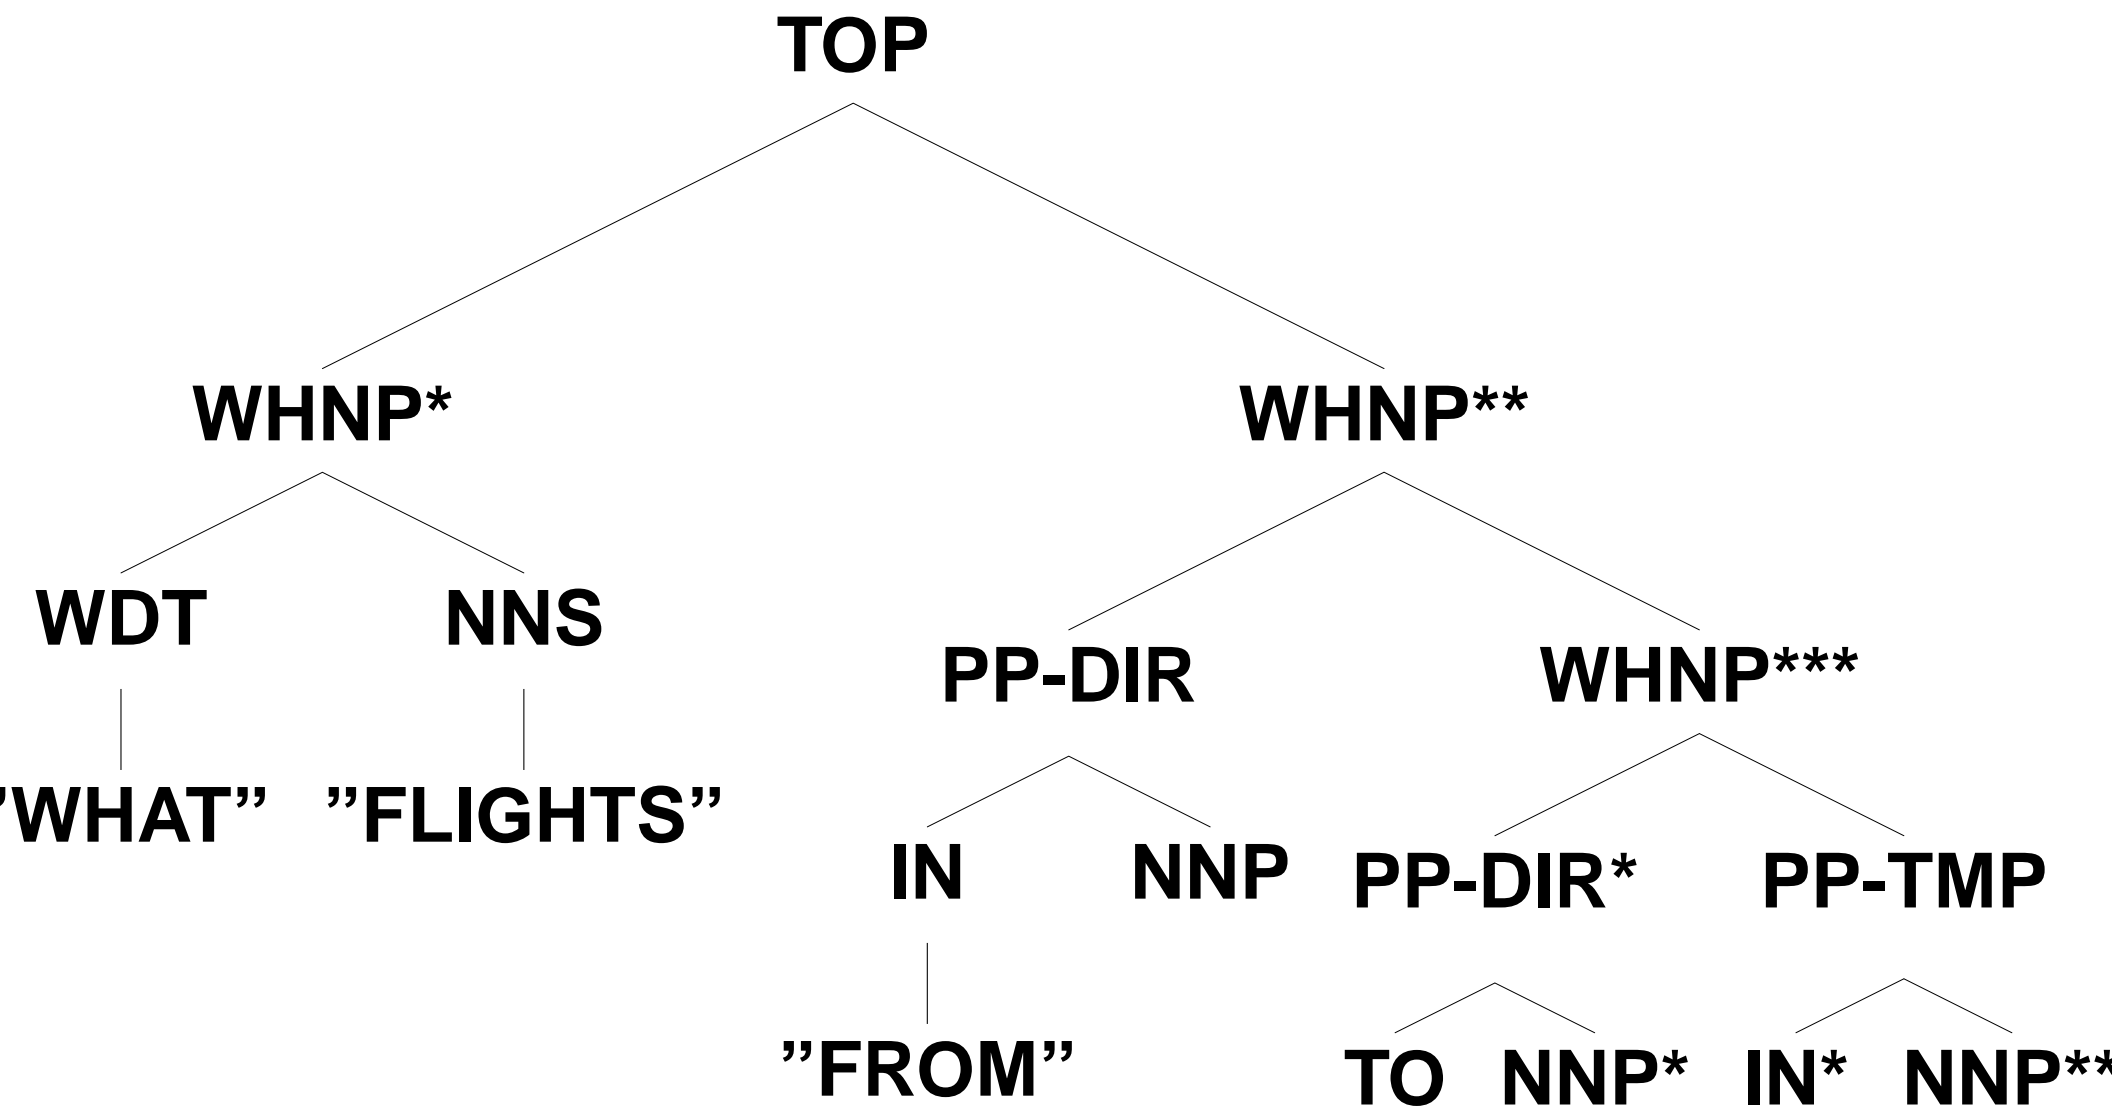 TOP
WHNP* WHNP**
WDT NNS
PP-DIR WHNP***
”WHAT” ”FLIGHTS”
IN NNP PP-DIR* PP-TMP
”FROM” TO NNP* IN* NNP**